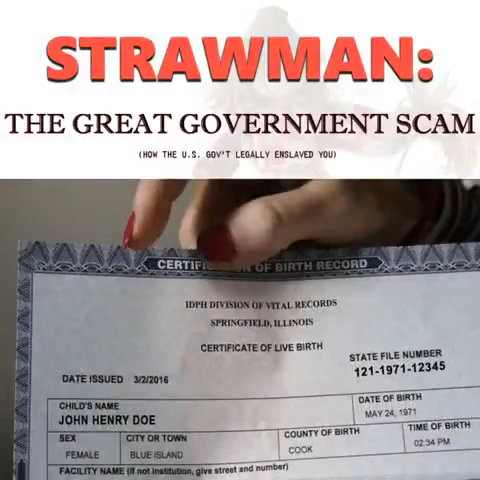 STRAWMAN:
THE GREAT GOVERNMENT SCAM
(HOW THE U.S. GOV'T LEGALLY ENSLAVED YOU)
CERTIFICATION OF BIRTH RECORD
IDPH DIVISION OF VITAL RECORDS
SPRINGFIELD, ILLINOIS
CERTIFICATE OF LIVE BIRTH
STATE FILE NUMBER
121-1971-12345
DATE ISSUED 3/2/2016
CHILD'S NAME
JOHN HENRY DOE
DATE OF BIRTH
MAY 24, 1971
SEX
FEMALE
CITY OR TOWN
BLUE ISLAND
COUNTY OF BIRTH
COOK
TIME OF BIRTH
02:34 PM
FACILITY NAME (If not institution, give street and number)